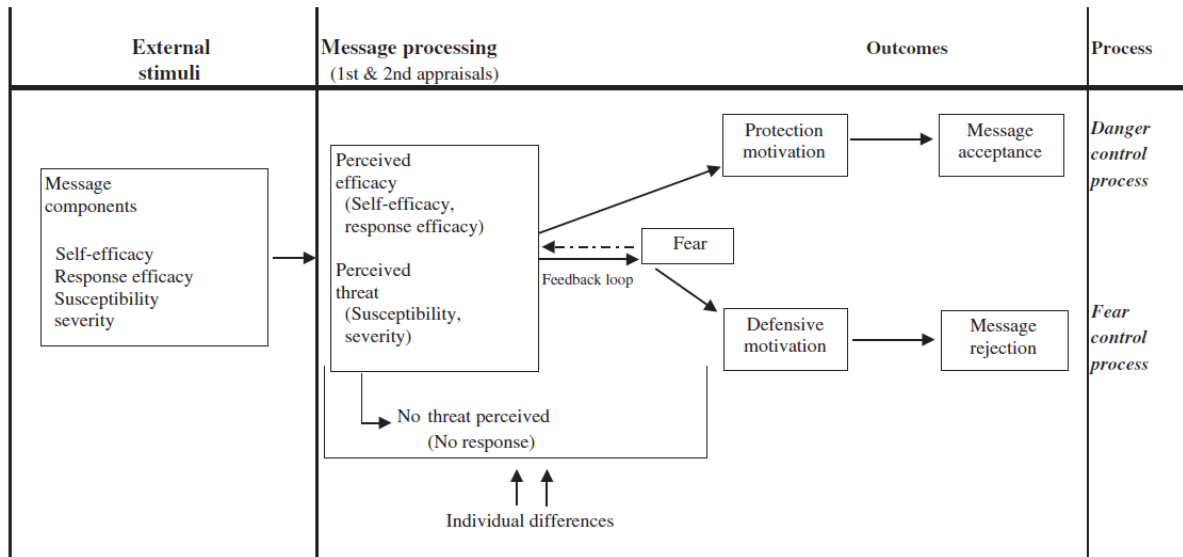 External
stimuli
Message processing
(1st & 2nd appraisals)
Outcomes
Process
Message
components
Self-efficacy
Response efficacy
Susceptibility
severity
Perceived
efficacy
(Self-efficacy,
response efficacy)
Perceived
threat
(Susceptibility,
severity)
No threat perceived
(No response)
Individual differences
Feedback loop
Fear
Protection
motivation
Message
acceptance
Defensive
motivation
Message
rejection
Danger
control
process
Fear
control
process